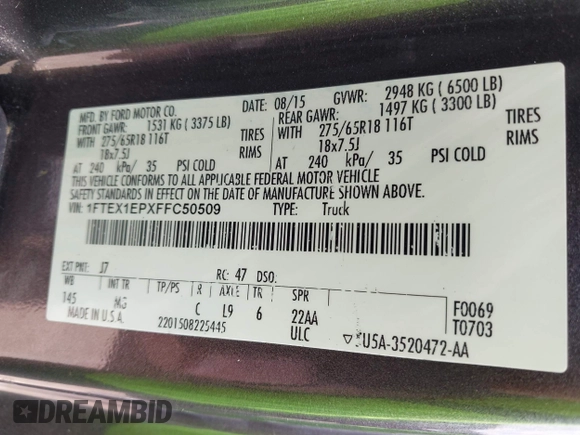 MFD. BY FORD MOTOR CO.
DATE: 08/15 GVWR: 2948 KG ( 6500 LB)
FRONT GAWR: 1531 KG ( 3375 LB) REAR GAWR: 1497 KG ( 3300 LB)
WITH 275/65R18 116T TIRES WITH 275/65R18 116T TIRES
18x7.5J RIMS 18x7.5J RIMS
AT 240 kPa/ 35 PSI COLD AT 240 kPa/ 35 PSI COLD
THIS VEHICLE CONFORMS TO ALL APPLICABLE FEDERAL MOTOR VEHICLE
SAFETY STANDARDS IN EFFECT ON THE DATE OF MANUFACTURE SHOWN ABOVE.
VIN: 1FTEX1EPXFFC50509 TYPE: Truck
EXT PNT: J7 RC: 47 DSO:
WB INT TR TP/PS R AXLE TR SPR
145 MG C L9 6 22AA
F0069
MADE IN U.S.A. 2201508225445 ULC T0703
U5A-3520472-AA
DREAMBID